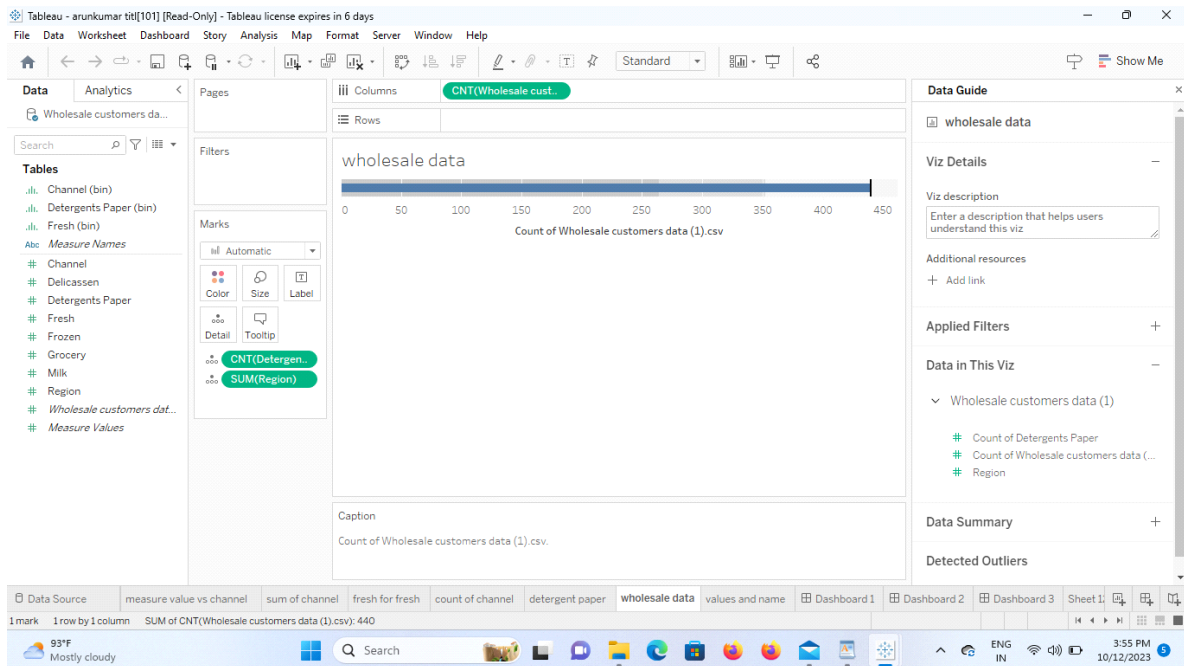 Tableau - arunkumar titl[101] [Read-Only] - Tableau license expires in 6 days
File Data Worksheet Dashboard Story Analysis Map Format Server Window Help
Standard
Show Me
Data Analytics
Wholesale customers da...
Search
Tables
Channel (bin)
Detergents Paper (bin)
Fresh (bin)
Abc Measure Names
# Channel
# Delicassen
# Detergents Paper
# Fresh
# Frozen
# Grocery
# Milk
# Region
# Wholesale customers dat...
# Measure Values
Pages
Filters
Marks
Automatic
Color Size Label
Detail Tooltip
CNT(Detergen..
SUM(Region)
Columns CNT(Wholesale cust..
Rows
wholesale data
0 50 100 150 200 250 300 350 400 450
Count of Wholesale customers data (1).csv
Caption
Count of Wholesale customers data (1).csv.
Data Guide
wholesale data
Viz Details
Viz description
Enter a description that helps users
understand this viz
Additional resources
+ Add link
Applied Filters
Data in This Viz
Wholesale customers data (1)
# Count of Detergents Paper
# Count of Wholesale customers data (...
# Region
Data Summary
Detected Outliers
Data Source measure value vs channel sum of channel fresh for fresh count of channel detergent paper wholesale data values and name Dashboard 1 Dashboard 2 Dashboard 3 Sheet 12
1 mark 1 row by 1 column SUM of CNT(Wholesale customers data (1).csv): 440
93°F
Mostly cloudy
Search
ENG
IN
3:55 PM
10/12/2023
5